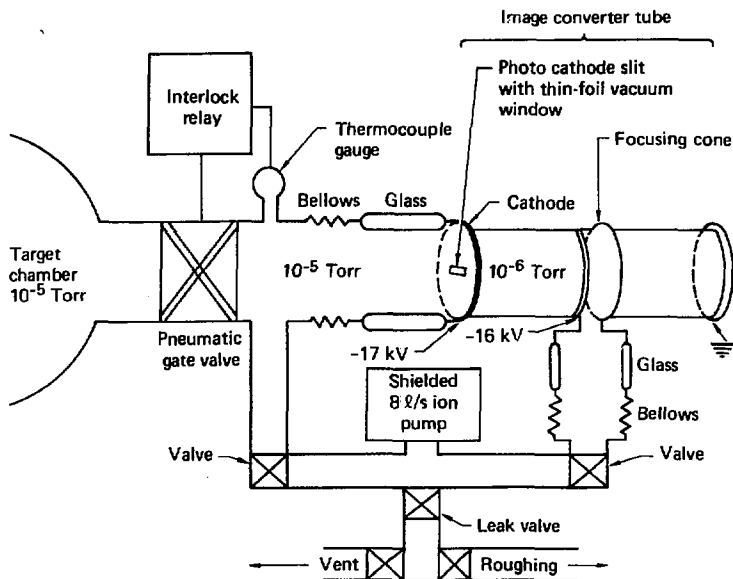 Image converter tube
Photo cathode slit
with thin-foil vacuum
window
Interlock
relay
Thermocouple
gauge
Focusing cone
Bellows
Glass
Cathode
Target
chamber
10⁻⁵ Torr
10⁻⁵ Torr
10⁻⁶ Torr
Pneumatic
gate valve
−17 kV
−16 kV
Shielded
8 ℓ/s ion
pump
Glass
Bellows
Valve
Valve
Leak valve
Vent
Roughing